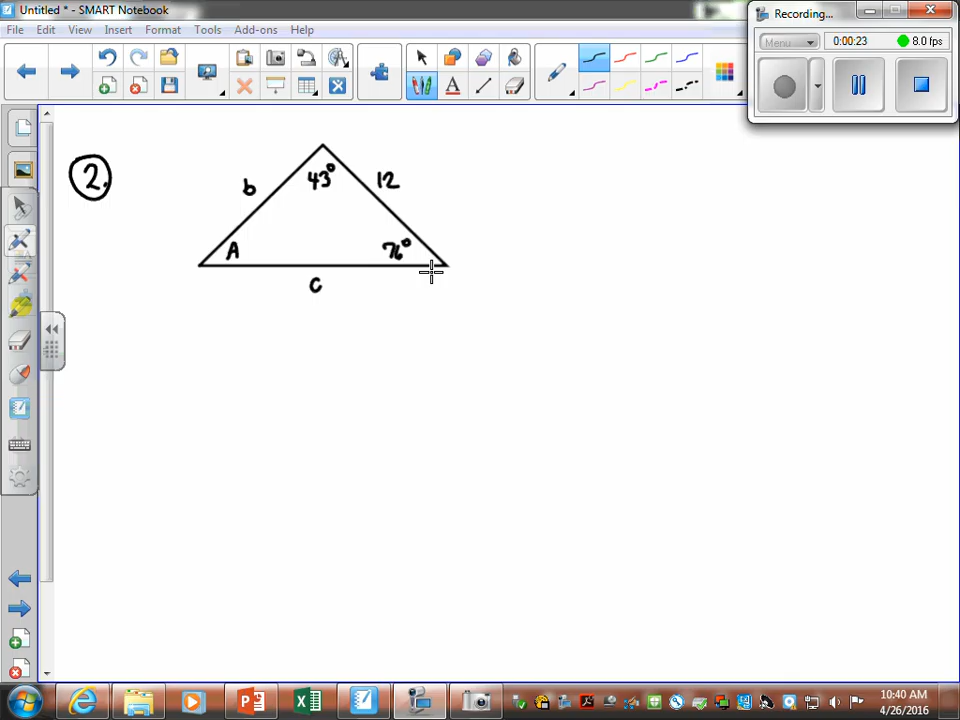 Untitled * - SMART Notebook
Recording...
File Edit View Insert Format Tools Add-ons Help
Menu
0:00:23
8.0 fps
2.
b
43°
12
A
76°
c
10:40 AM
4/26/2016